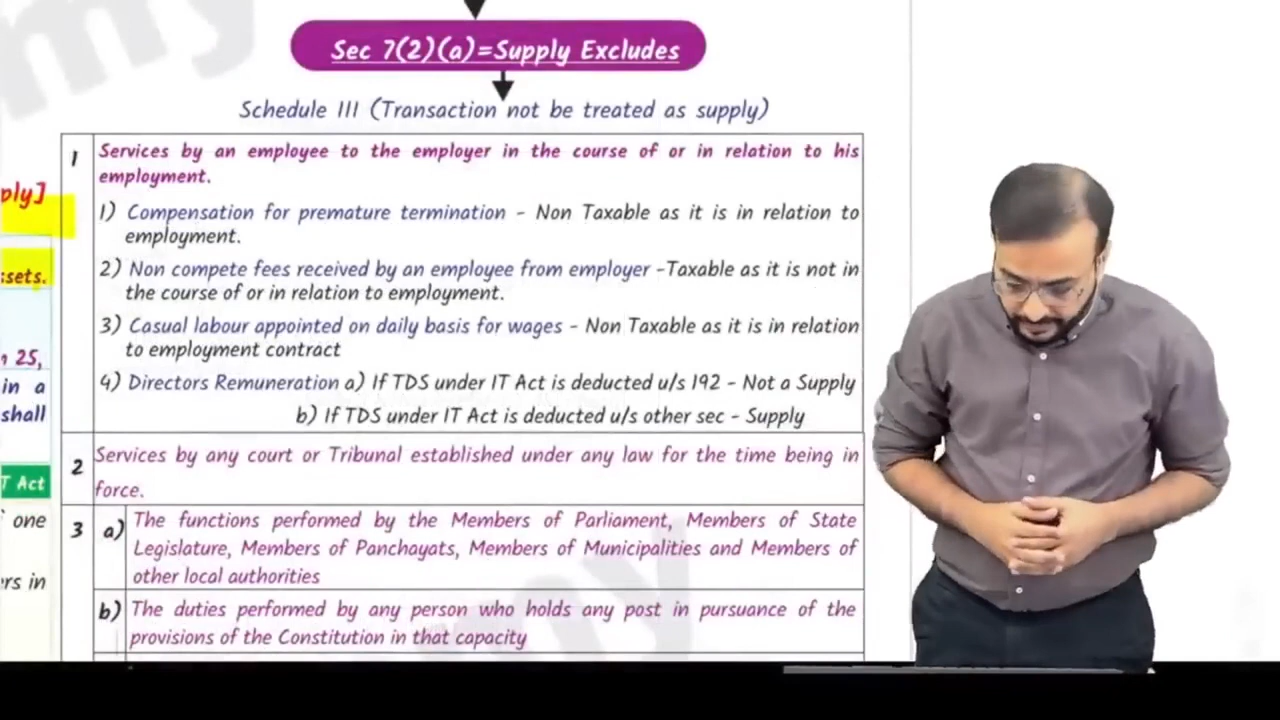 Sec 7(2)(a)=Supply Excludes
Schedule III (Transaction not be treated as supply)
1
Services by an employee to the employer in the course of or in relation to his
employment.
1) Compensation for premature termination - Non Taxable as it is in relation to
employment.
2) Non compete fees received by an employee from employer -Taxable as it is not in
the course of or in relation to employment.
3) Casual labour appointed on daily basis for wages - Non Taxable as it is in relation
to employment contract
4) Directors Remuneration a) If TDS under IT Act is deducted u/s 192 - Not a Supply
b) If TDS under IT Act is deducted u/s other sec - Supply
2
Services by any court or Tribunal established under any law for the time being in
force.
3 a)
The functions performed by the Members of Parliament, Members of State
Legislature, Members of Panchayats, Members of Municipalities and Members of
other local authorities
b)
The duties performed by any person who holds any post in pursuance of the
provisions of the Constitution in that capacity
ply]
ssets.
25,
in a
shall
T Act
one
rs in
my
my